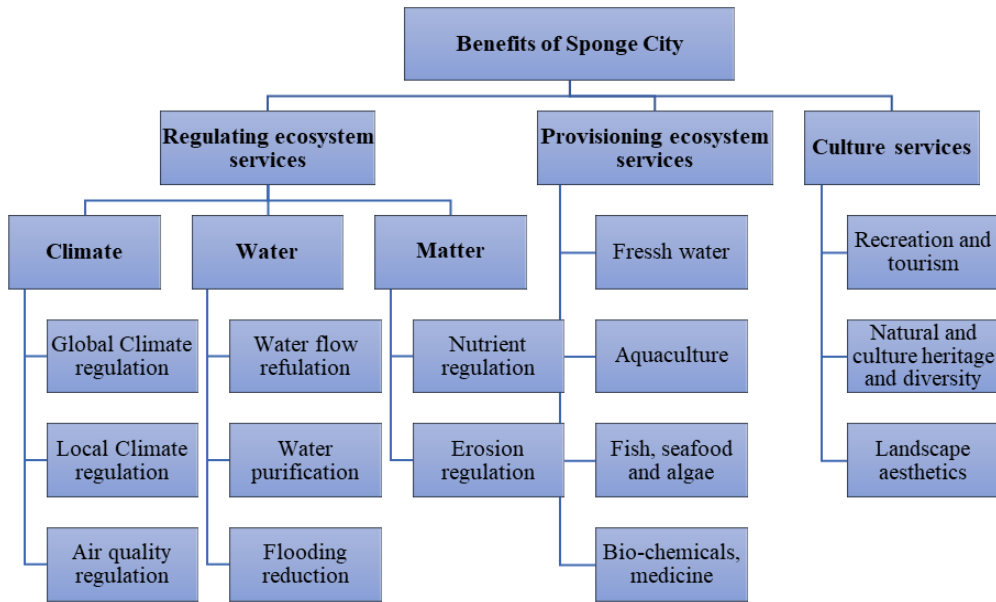 Benefits of Sponge City
Regulating ecosystem
services
Provisioning ecosystem
services
Culture services
Climate
Water
Matter
Fressh water
Recreation and
tourism
Global Climate
regulation
Water flow
refulation
Nutrient
regulation
Aquaculture
Natural and
culture heritage
and diversity
Local Climate
regulation
Water
purification
Erosion
regulation
Fish, seafood
and algae
Landscape
aesthetics
Air quality
regulation
Flooding
reduction
Bio-chemicals,
medicine